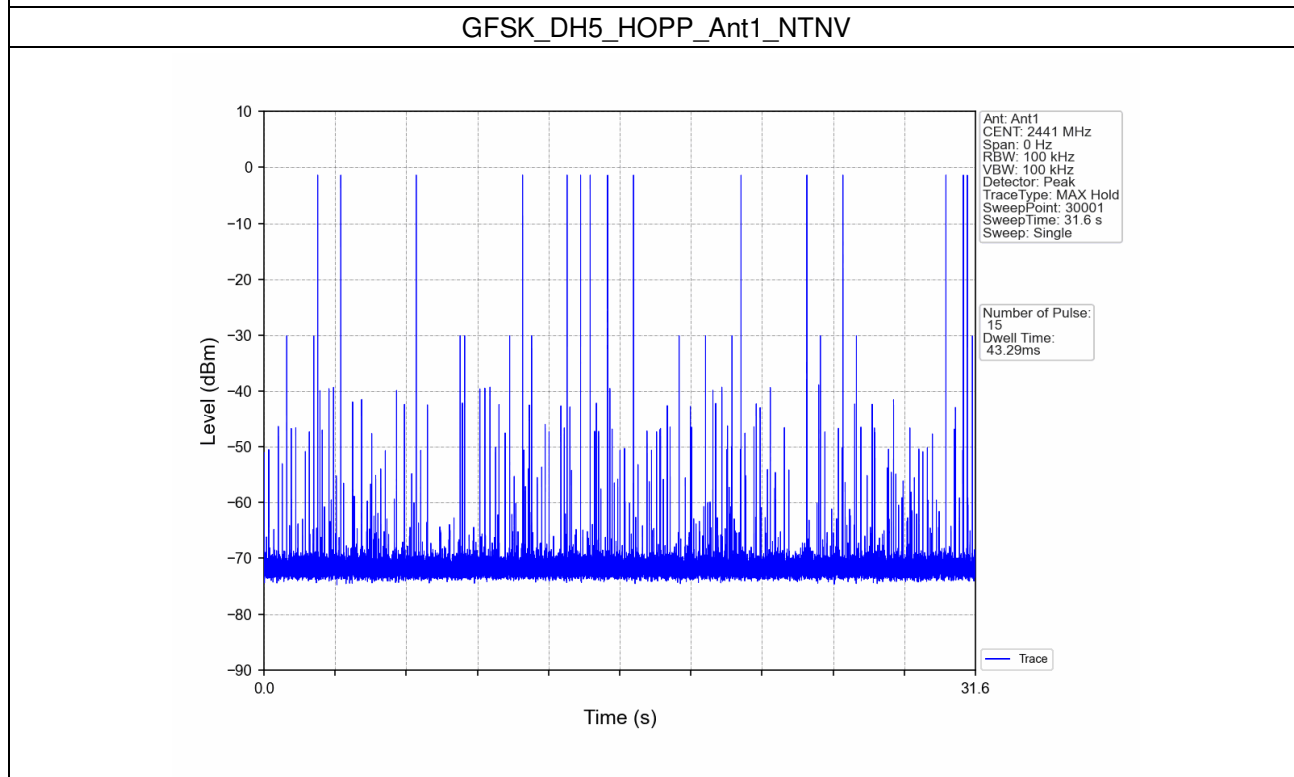 GFSK_DH5_HOPP_Ant1_NTNV
10
0
−10
−20
−30
−40
−50
−60
−70
−80
−90
Level (dBm)
0.0
31.6
Time (s)
Ant: Ant1
CENT: 2441 MHz
Span: 0 Hz
RBW: 100 kHz
VBW: 100 kHz
Detector: Peak
TraceType: MAX Hold
SweepPoint: 30001
SweepTime: 31.6 s
Sweep: Single
Number of Pulse:
15
Dwell Time:
43.29ms
Trace